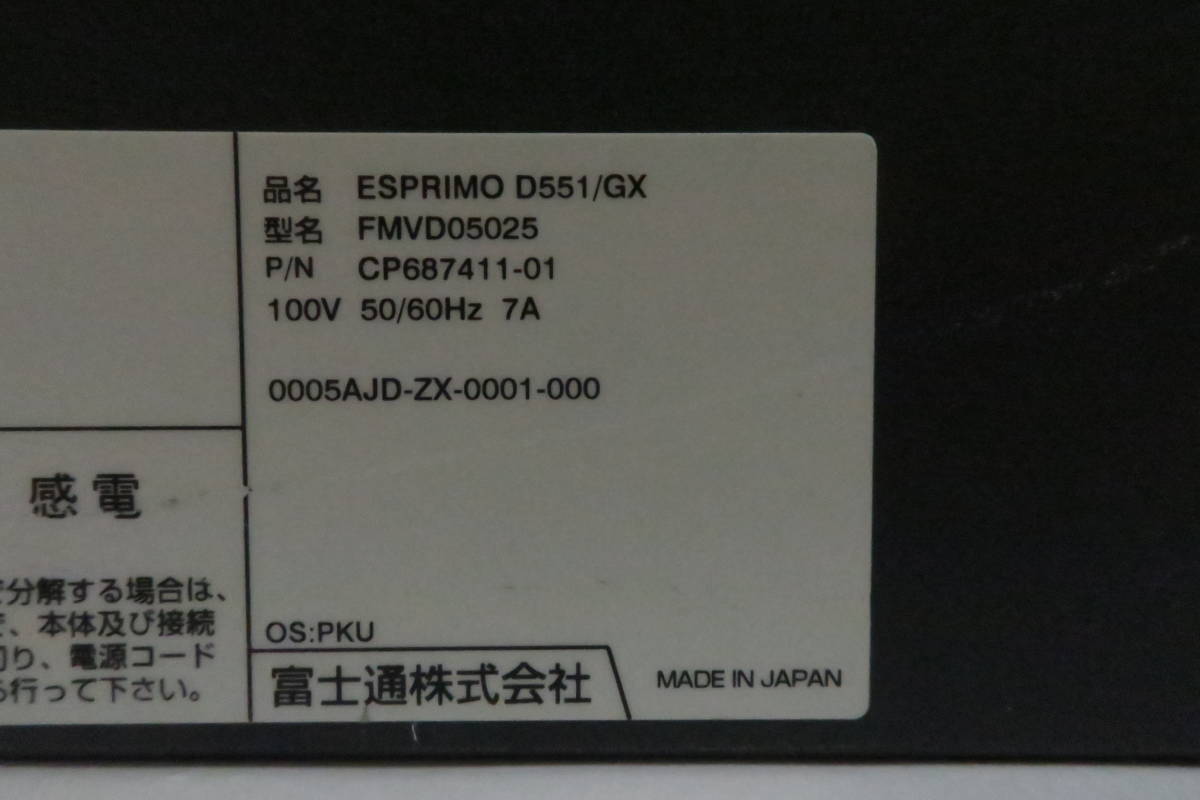 品名 ESPRIMO D551/GX
型名 FMVD05025
P/N CP687411-01
100V 50/60Hz 7A
0005AJD-ZX-0001-000
感電
分解する場合は、
、本体及び接続
り、電源コード
行って下さい。
OS:PKU
富士通株式会社
MADE IN JAPAN